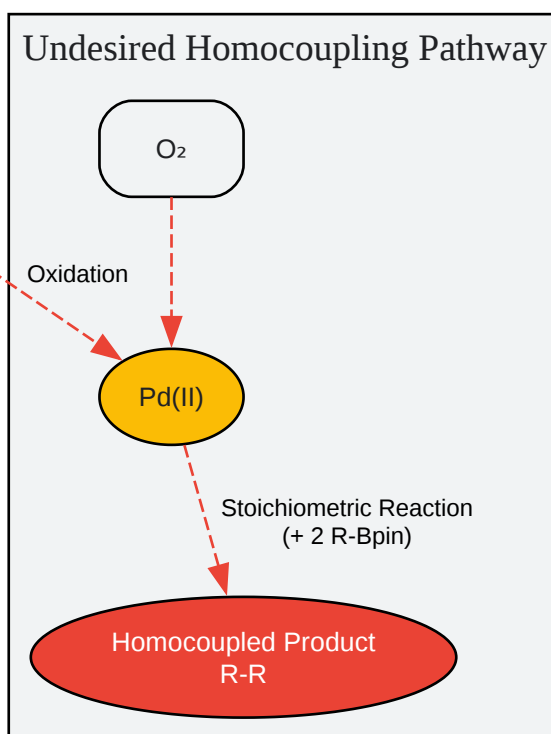 Undesired Homocoupling Pathway
O₂
Oxidation
Pd(II)
Stoichiometric Reaction
(+ 2 R-Bpin)
Homocoupled Product
R-R